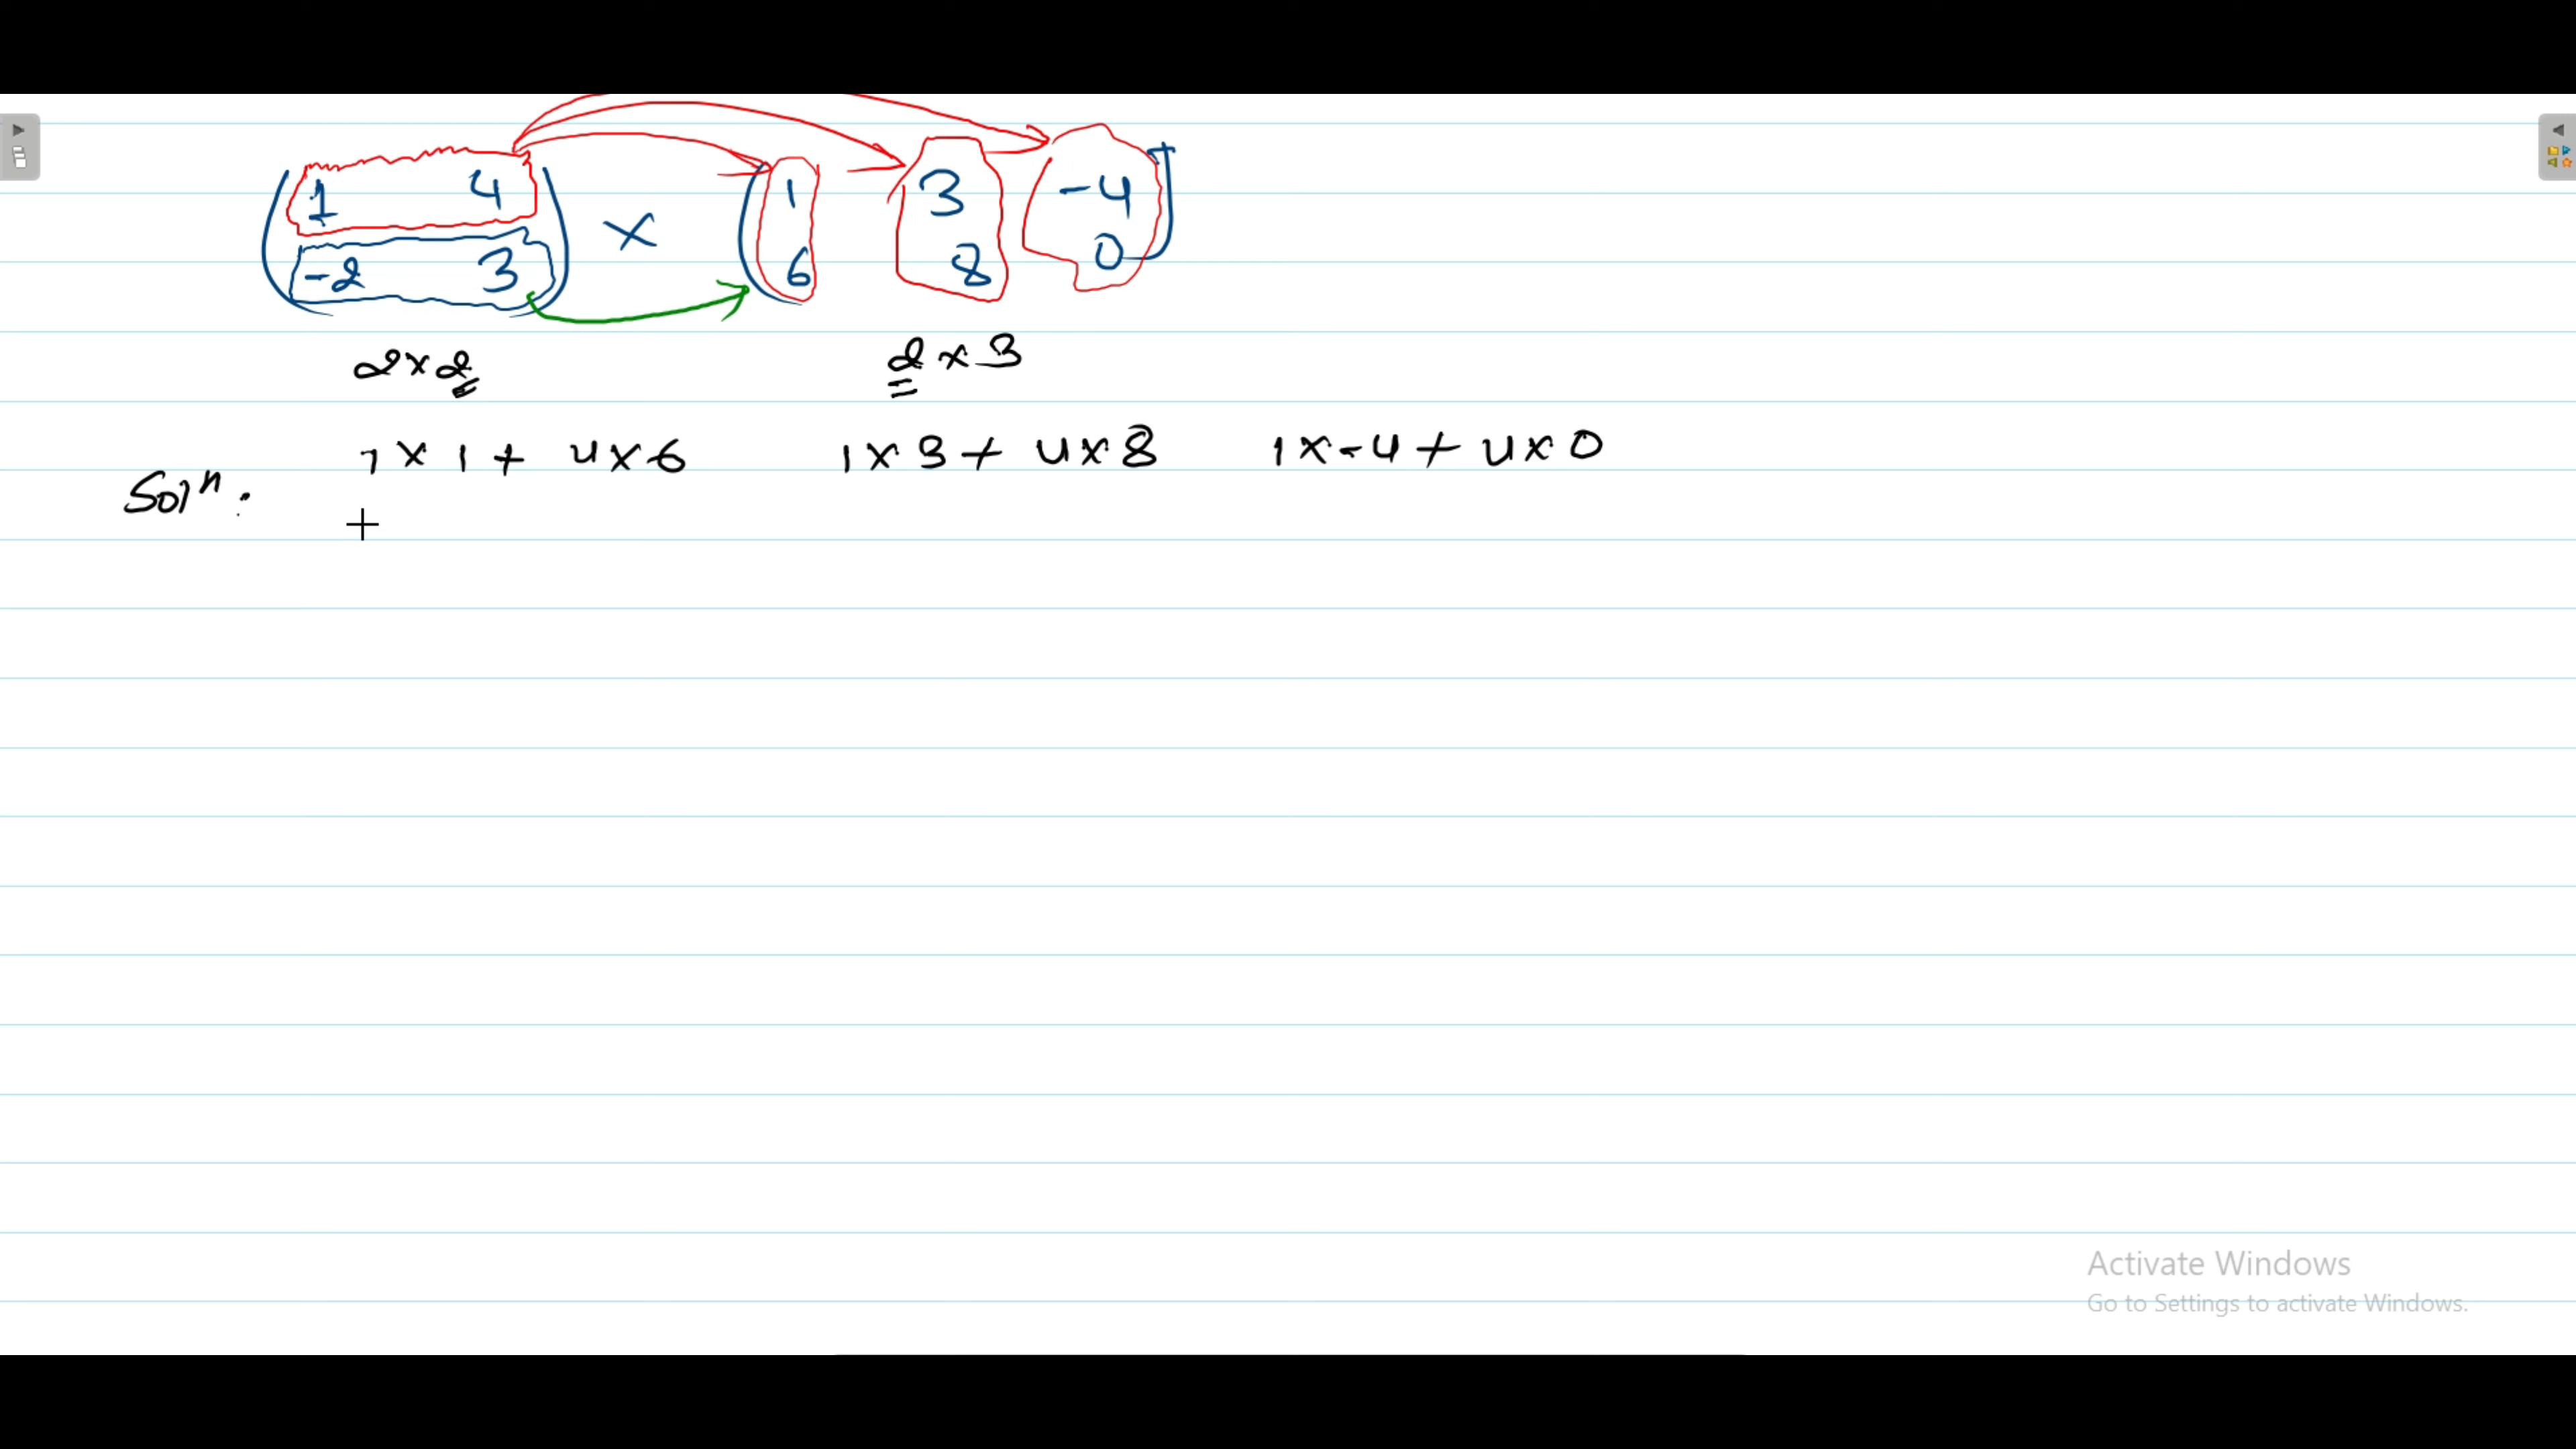 1 4 × 1 3 -4
-2 3 6 8 0
2×2 2×3
1×1+ 4×6 1×3+ 4×8 1×-4+4×0
Solⁿ:
Activate Windows
Go to Settings to activate Windows.